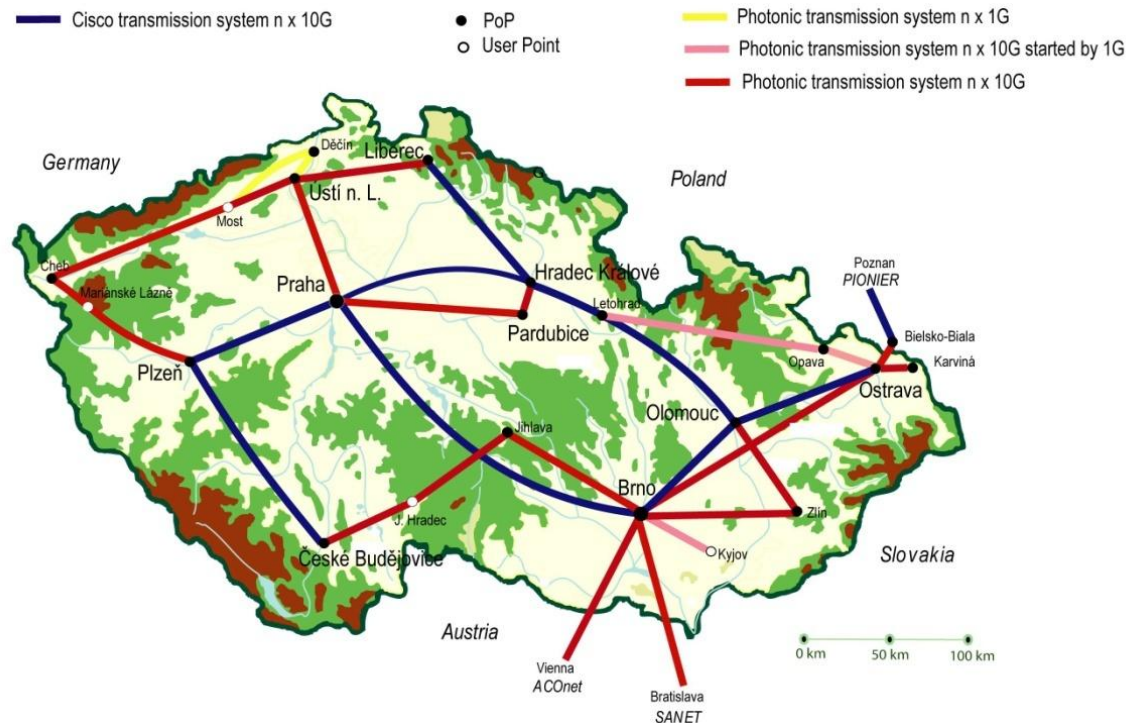 Cisco transmission system n x 10G
PoP
User Point
Photonic transmission system n x 1G
Photonic transmission system n x 10G started by 1G
Photonic transmission system n x 10G
Germany
Děčín
Liberec
Poland
Ústí n. L.
Most
Cheb
Mariánské Lázně
Praha
Hradec Králové
Letohrad
Pardubice
Poznan
PIONIER
Bielsko-Biala
Karviná
Opava
Ostrava
Plzeň
Olomouc
Jihlava
Brno
Zlín
J. Hradec
České Budějovice
Kyjov
Slovakia
Austria
Vienna
ACOnet
Bratislava
SANET
0 km
50 km
100 km